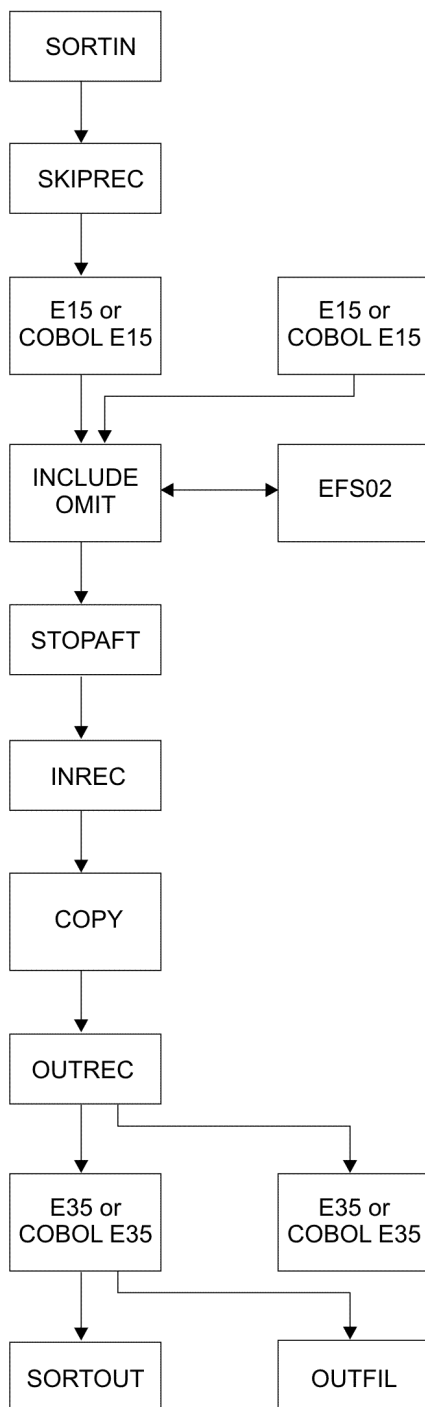 SORTIN
SKIPREC
E15 or
COBOL E15
E15 or
COBOL E15
INCLUDE
OMIT
EFS02
STOPAFT
INREC
COPY
OUTREC
E35 or
COBOL E35
E35 or
COBOL E35
SORTOUT
OUTFIL